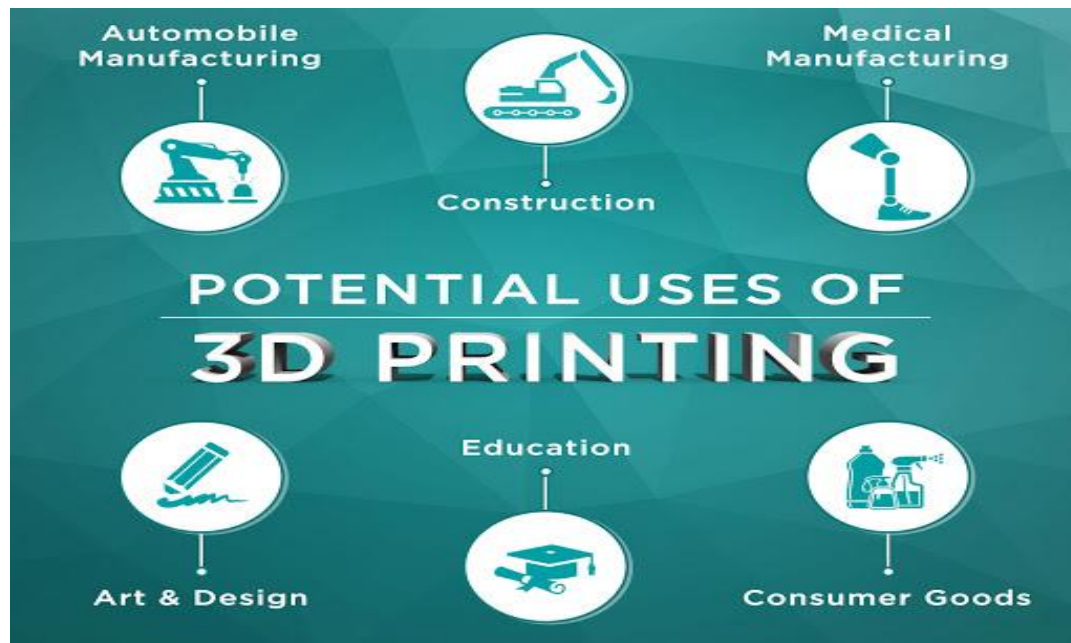 Automobile
Manufacturing
Construction
Medical
Manufacturing
POTENTIAL USES OF
3D PRINTING
Art & Design
Education
Consumer Goods